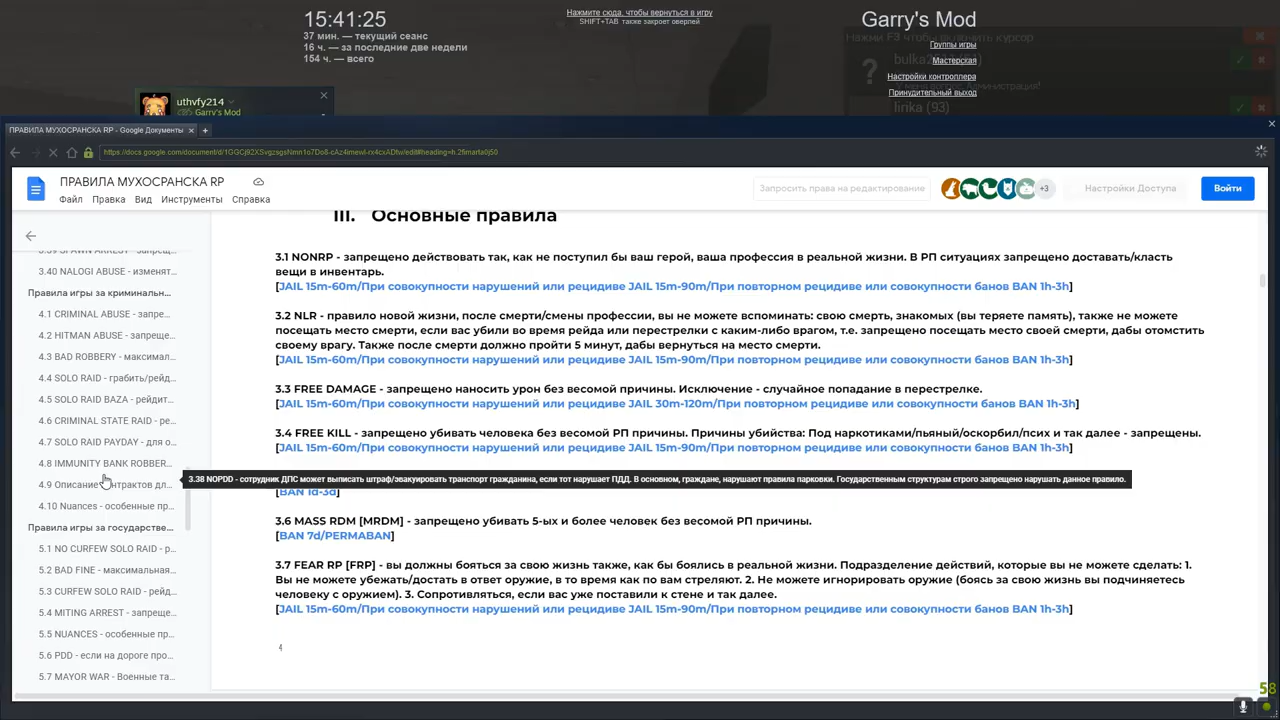 15:41:25
37 мин. — текущий сеанс
16 ч. — за последние две недели
154 ч. — всего
Нажмите сюда, чтобы вернуться в игру
SHIFT+TAB также закроет оверлей
Garry's Mod
Нажми F3 чтобы включить курсор
Группы игры
Мастерская
Настройки контроллера
Принудительный выход
linka (93)
uthvfy214
Garry's Mod
ПРАВИЛА МУХОСРАНСКА RP - Google Документы
ПРАВИЛА МУХОСРАНСКА RP
Файл Правка Вид Инструменты Справка
Запросить права на редактирование
+3
Настройки Доступа
Войти
3.39 SPAWN ARREST - запрещ...
3.40 NALOGI ABUSE - изменят...
Правила игры за криминальн...
4.1 CRIMINAL ABUSE - запре...
4.2 HITMAN ABUSE - запреще...
4.3 BAD ROBBERY - максимал...
4.4 SOLO RAID - грабить/рейд...
4.5 SOLO RAID BAZA - рейдит...
4.6 CRIMINAL STATE RAID - ре...
4.7 SOLO RAID PAYDAY - для о...
4.8 IMMUNITY BANK ROBBER...
4.9 Описание контрактов дл...
4.10 Nuances - особенные пр...
Правила игры за государстве...
5.1 NO CURFEW SOLO RAID - р...
5.2 BAD FINE - максимальная...
5.3 CURFEW SOLO RAID - рейд...
5.4 MITING ARREST - запреще...
5.5 NUANCES - особенные пр...
5.6 PDD - если на дороге про...
5.7 MAYOR WAR - Военные та...
III. Основные правила
3.1 NONRP - запрещено действовать так, как не поступил бы ваш герой, ваша профессия в реальной жизни. В РП ситуациях запрещено доставать/класть
вещи в инвентарь.
[JAIL 15m-60m/При совокупности нарушений или рецидиве JAIL 15m-90m/При повторном рецидиве или совокупности банов BAN 1h-3h]
3.2 NLR - правило новой жизни, после смерти/смены профессии, вы не можете вспоминать: свою смерть, знакомых (вы теряете память), также не можете
посещать место смерти, если вас убили во время рейда или перестрелки с каким-либо врагом, т.е. запрещено посещать место своей смерти, дабы отомстить
своему врагу. Также после смерти должно пройти 5 минут, дабы вернуться на место смерти.
[JAIL 15m-60m/При совокупности нарушений или рецидиве JAIL 15m-90m/При повторном рецидиве или совокупности банов BAN 1h-3h]
3.3 FREE DAMAGE - запрещено наносить урон без весомой причины. Исключение - случайное попадание в перестрелке.
[JAIL 15m-60m/При совокупности нарушений или рецидиве JAIL 30m-120m/При повторном рецидиве или совокупности банов BAN 1h-3h]
3.4 FREE KILL - запрещено убивать человека без весомой РП причины. Причины убийства: Под наркотиками/пьяный/оскорбил/псих и так далее - запрещены.
[JAIL 15m-60m/При совокупности нарушений или рецидиве JAIL 15m-90m/При повторном рецидиве или совокупности банов BAN 1h-3h]
3.38 NOPDD - сотрудник ДПС может выписать штраф/эвакуировать транспорт гражданина, если тот нарушает ПДД. В основном, граждане, нарушают правила парковки. Государственным структурам строго запрещено нарушать данное правило.
[BAN 1d-3d]
3.6 MASS RDM [MRDM] - запрещено убивать 5-ых и более человек без весомой РП причины.
[BAN 7d/PERMABAN]
3.7 FEAR RP [FRP] - вы должны бояться за свою жизнь также, как бы боялись в реальной жизни. Подразделение действий, которые вы не можете сделать: 1.
Вы не можете убежать/достать в ответ оружие, в то время как по вам стреляют. 2. Не можете игнорировать оружие (боясь за свою жизнь вы подчиняетесь
человеку с оружием). 3. Сопротивляться, если вас уже поставили к стене и так далее.
[JAIL 15m-60m/При совокупности нарушений или рецидиве JAIL 15m-90m/При повторном рецидиве или совокупности банов BAN 1h-3h]
4
58